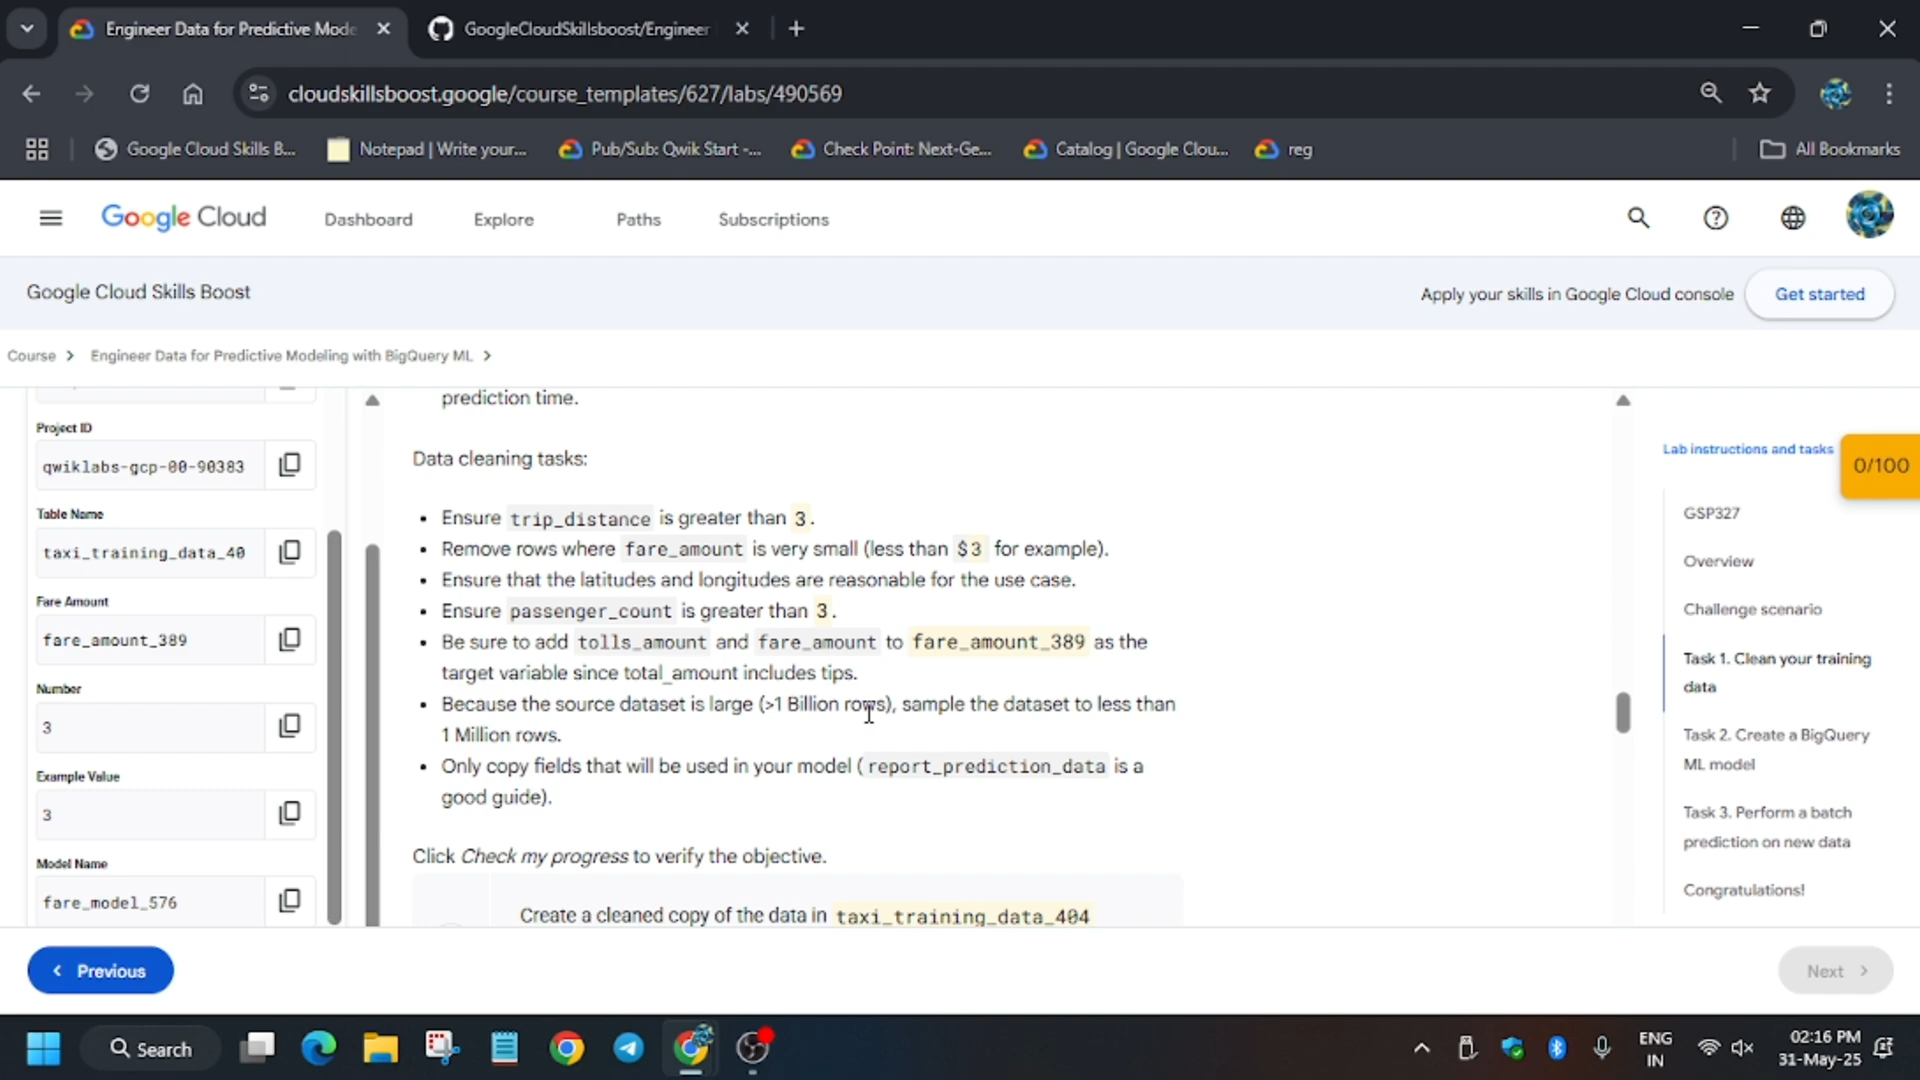 Engineer Data for Predictive Mode
GoogleCloudSkillsboost/Engineer
cloudskillsboost.google/course_templates/627/labs/490569
Google Cloud Skills B...
Notepad | Write your...
Pub/Sub: Qwik Start -...
Check Point: Next-Ge...
Catalog | Google Clou...
reg
All Bookmarks
Google Cloud
Dashboard
Explore
Paths
Subscriptions
Google Cloud Skills Boost
Apply your skills in Google Cloud console
Get started
Course > Engineer Data for Predictive Modeling with BigQuery ML >
Project ID
qwiklabs-gcp-00-90383
Table Name
taxi_training_data_40
Fare Amount
fare_amount_389
Number
3
Example Value
3
Model Name
fare_model_576
prediction time.
Data cleaning tasks:
• Ensure trip_distance is greater than 3.
• Remove rows where fare_amount is very small (less than $3 for example).
• Ensure that the latitudes and longitudes are reasonable for the use case.
• Ensure passenger_count is greater than 3.
• Be sure to add tolls_amount and fare_amount to fare_amount_389 as the
target variable since total_amount includes tips.
• Because the source dataset is large (>1 Billion rows), sample the dataset to less than
1 Million rows.
• Only copy fields that will be used in your model (report_prediction_data is a
good guide).
Click Check my progress to verify the objective.
Create a cleaned copy of the data in taxi_training_data_404
Lab instructions and tasks
0/100
GSP327
Overview
Challenge scenario
Task 1. Clean your training
data
Task 2. Create a BigQuery
ML model
Task 3. Perform a batch
prediction on new data
Congratulations!
Previous
Next
Search
ENG
IN
02:16 PM
31-May-25